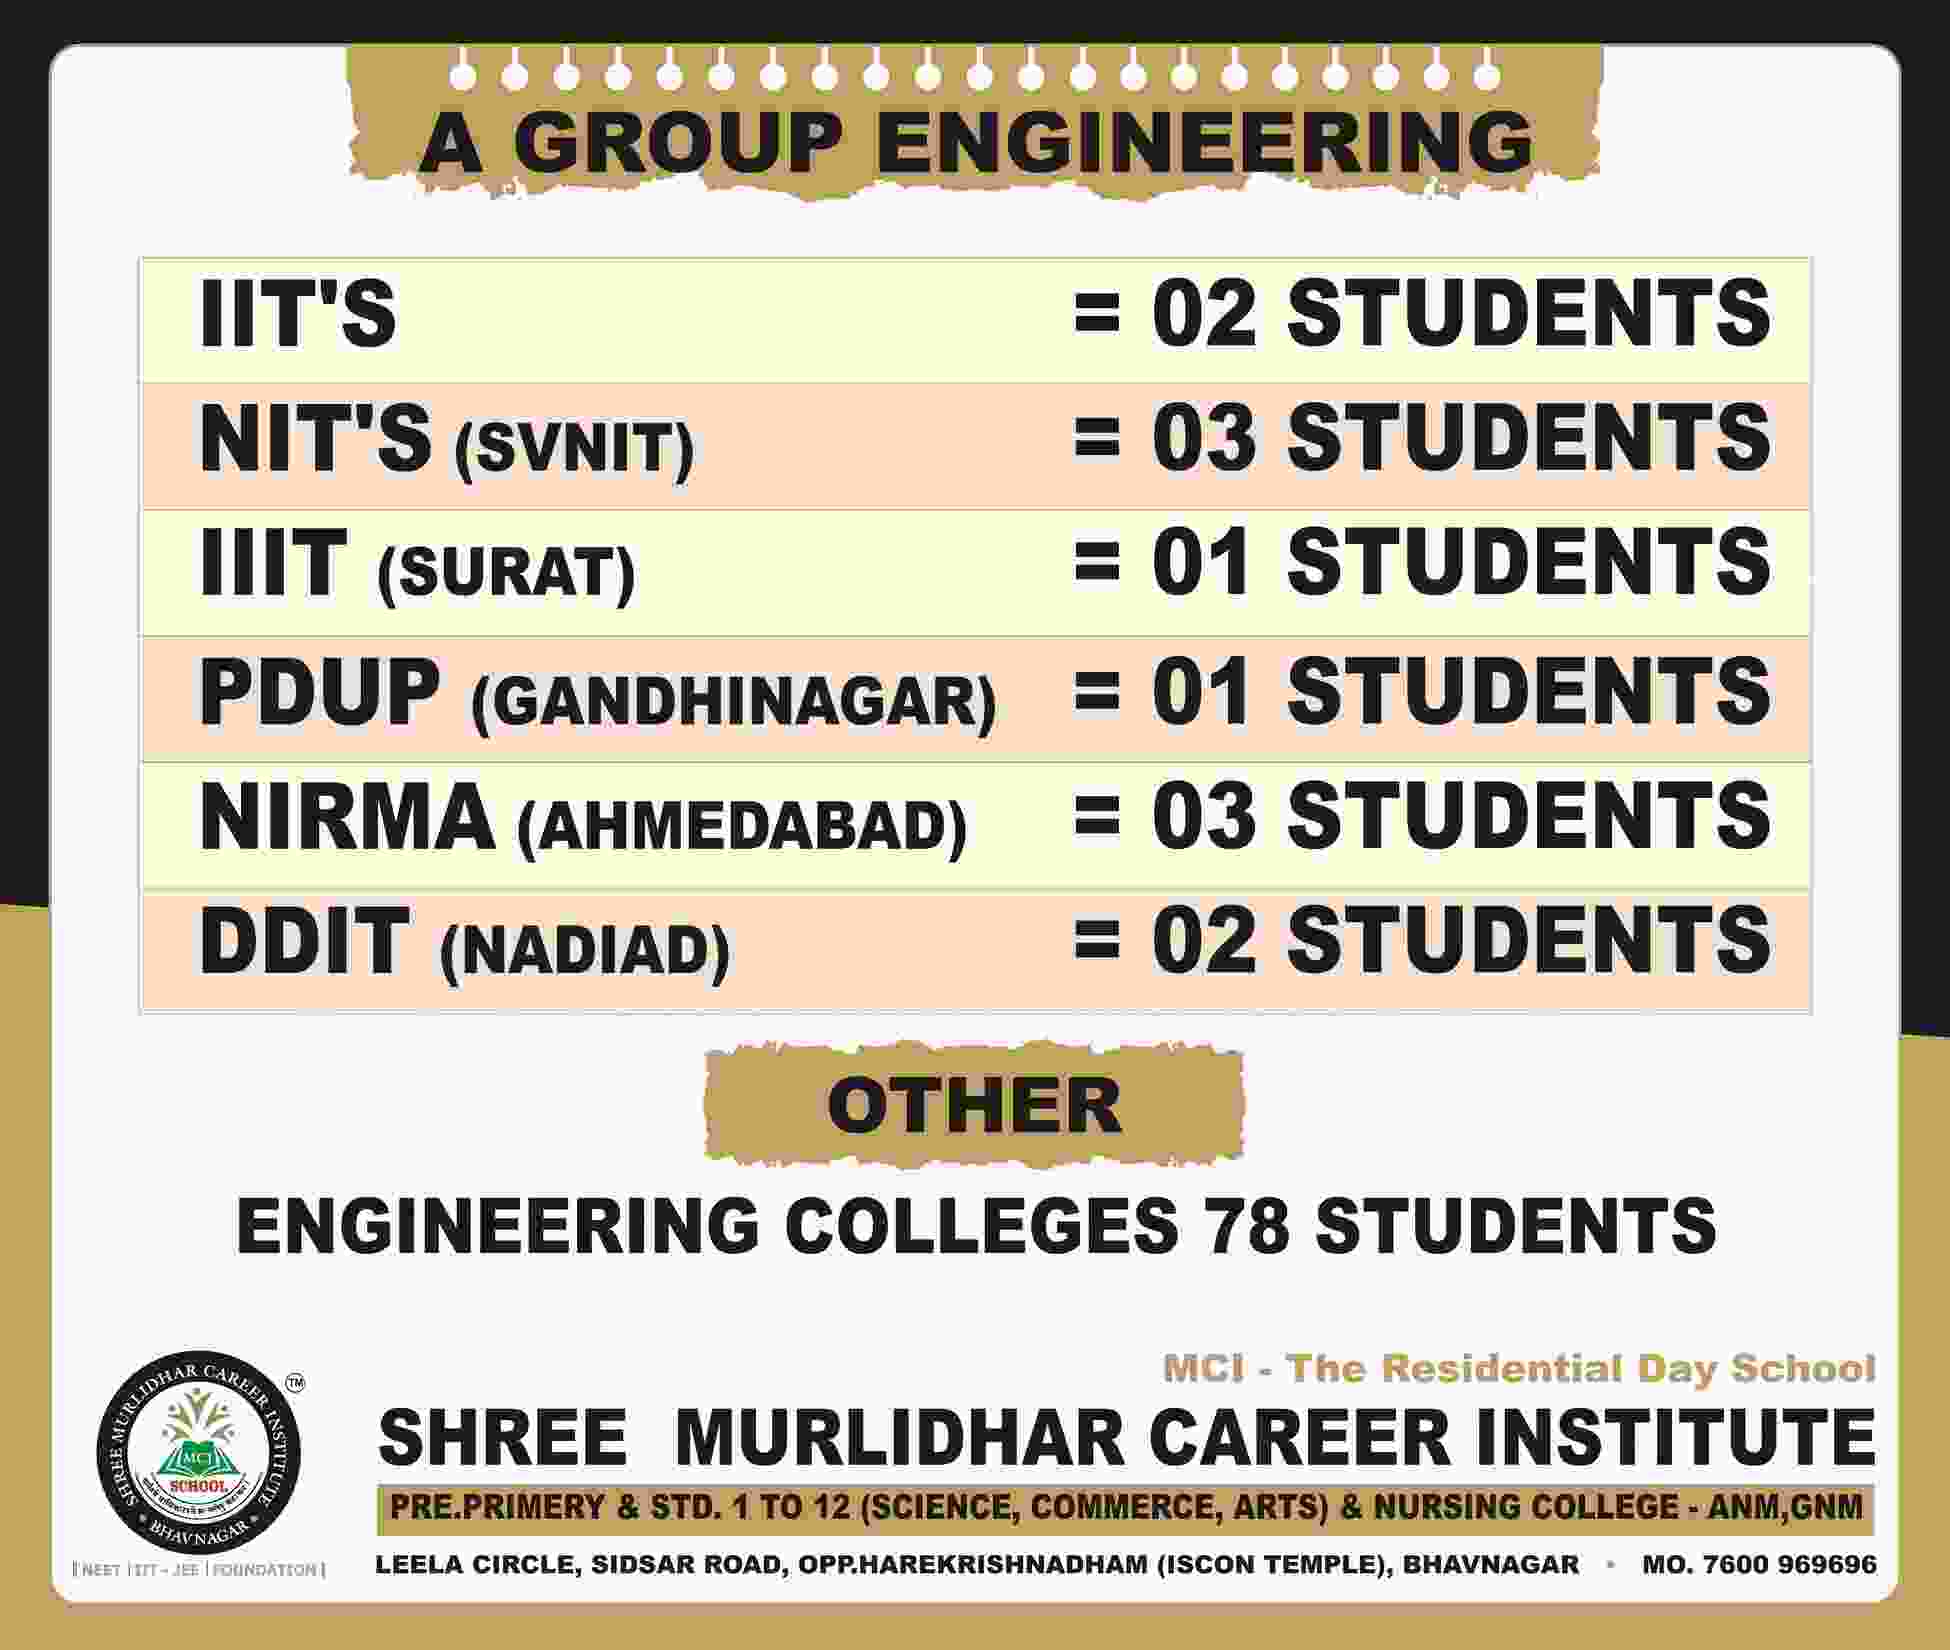 A GROUP ENGINEERING
IIT'S = 02 STUDENTS
NIT'S (SVNIT) = 03 STUDENTS
IIIT (SURAT) = 01 STUDENTS
PDUP (GANDHINAGAR) = 01 STUDENTS
NIRMA (AHMEDABAD) = 03 STUDENTS
DDIT (NADIAD) = 02 STUDENTS
OTHER
ENGINEERING COLLEGES 78 STUDENTS
MCI - The Residential Day School
SHREE MURLIDHAR CAREER INSTITUTE
PRE.PRIMERY & STD. 1 TO 12 (SCIENCE, COMMERCE, ARTS) & NURSING COLLEGE - ANM,GNM
LEELA CIRCLE, SIDSAR ROAD, OPP.HAREKRISHNADHAM (ISCON TEMPLE), BHAVNAGAR • MO. 7600 969696
SHREE MURLIDHAR CAREER INSTITUTE
TM
MCI
SCHOOL
• BHAVNAGAR •
| NEET | IIT - JEE | FOUNDATION |